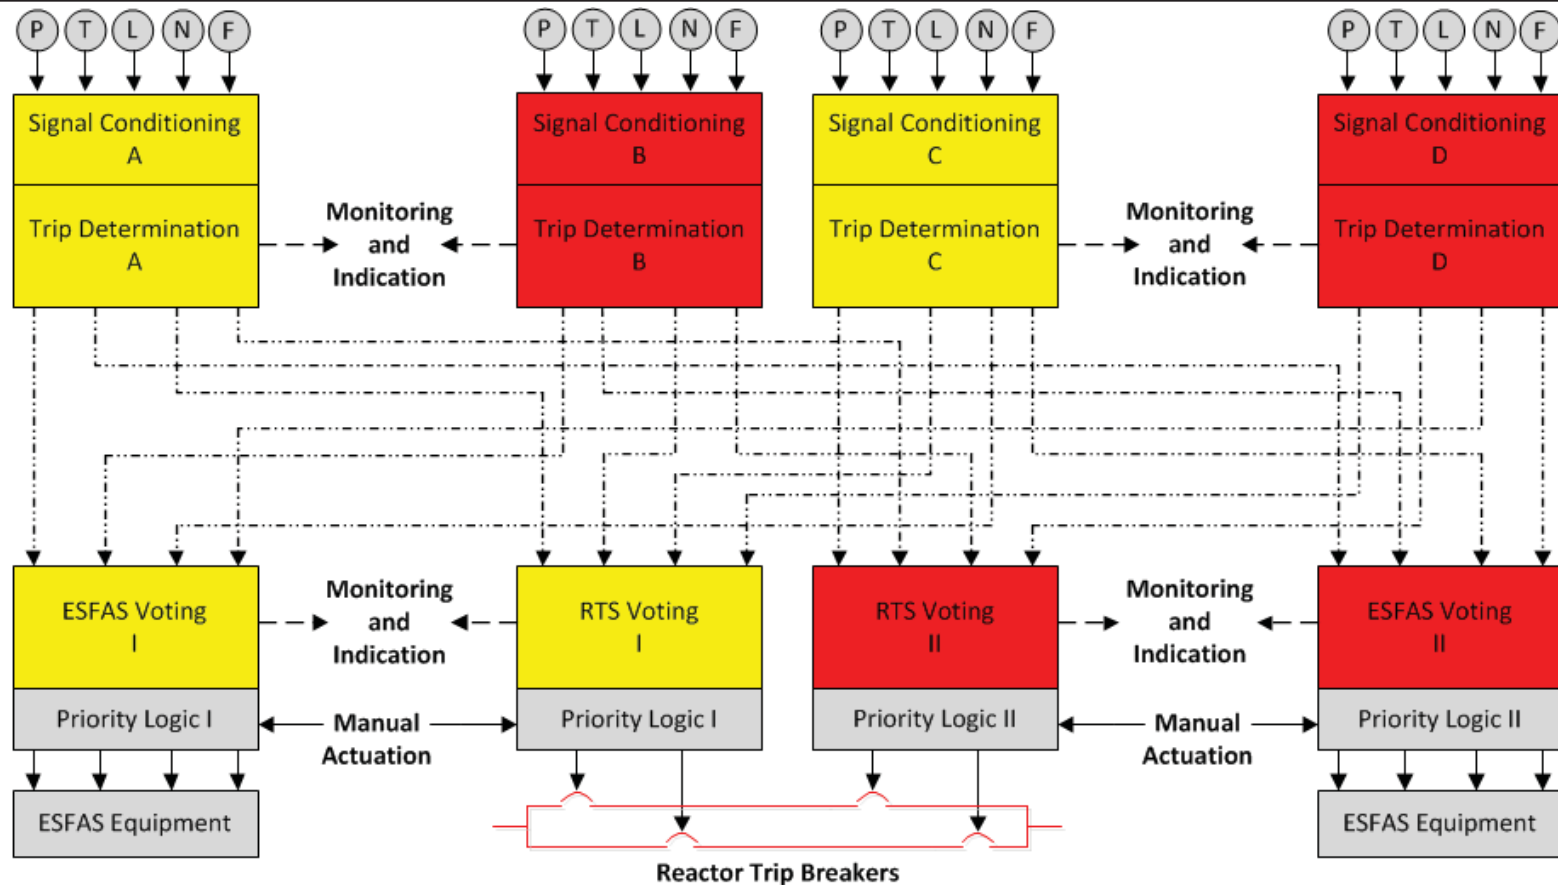 P T L N F P T L N F P T L N F P T L N F
Signal Conditioning
A
Signal Conditioning
B
Signal Conditioning
C
Signal Conditioning
D
Trip Determination
A
Monitoring
and
Indication
Trip Determination
B
Trip Determination
C
Monitoring
and
Indication
Trip Determination
D
ESFAS Voting
I
Monitoring
and
Indication
RTS Voting
I
RTS Voting
II
Monitoring
and
Indication
ESFAS Voting
II
Priority Logic I
Manual
Actuation
Priority Logic I
Priority Logic II
Manual
Actuation
Priority Logic II
ESFAS Equipment
ESFAS Equipment
Reactor Trip Breakers